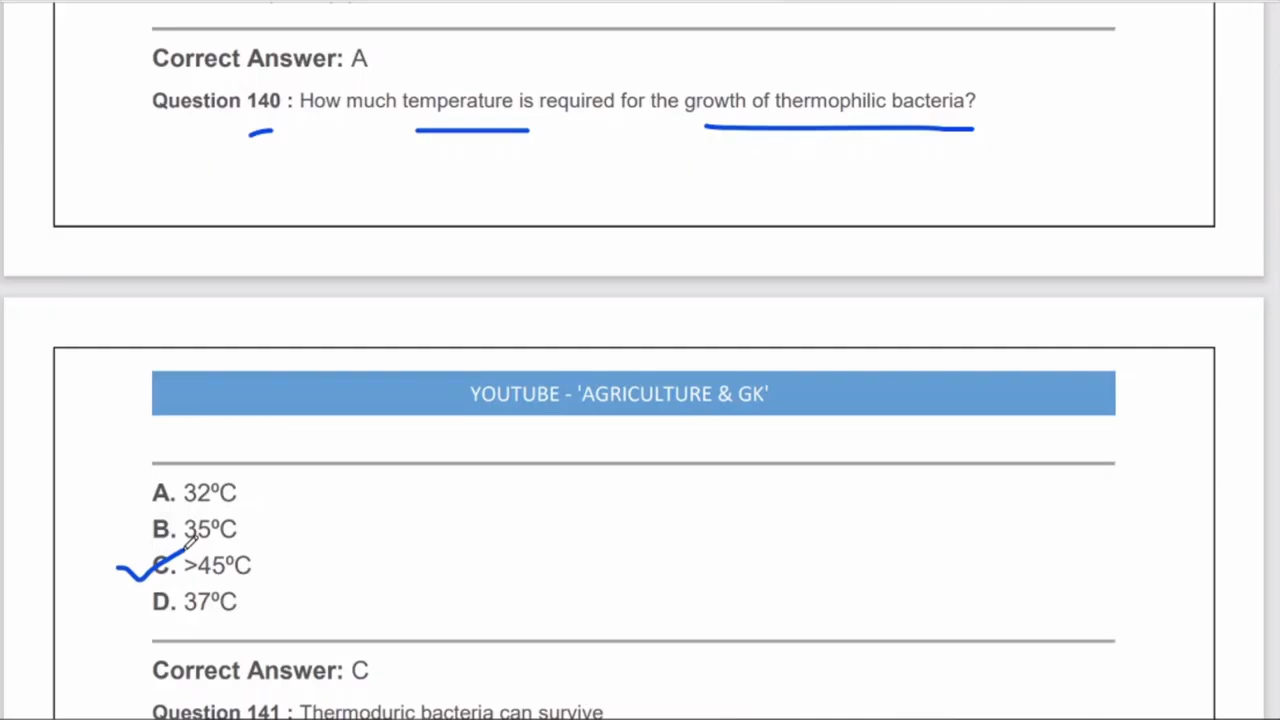 Correct Answer: A
Question 140 : How much temperature is required for the growth of thermophilic bacteria?
YOUTUBE - 'AGRICULTURE & GK'
A. 32ºC
B. 35ºC
C. >45ºC
D. 37ºC
Correct Answer: C
Question 141 : Thermoduric bacteria can survive